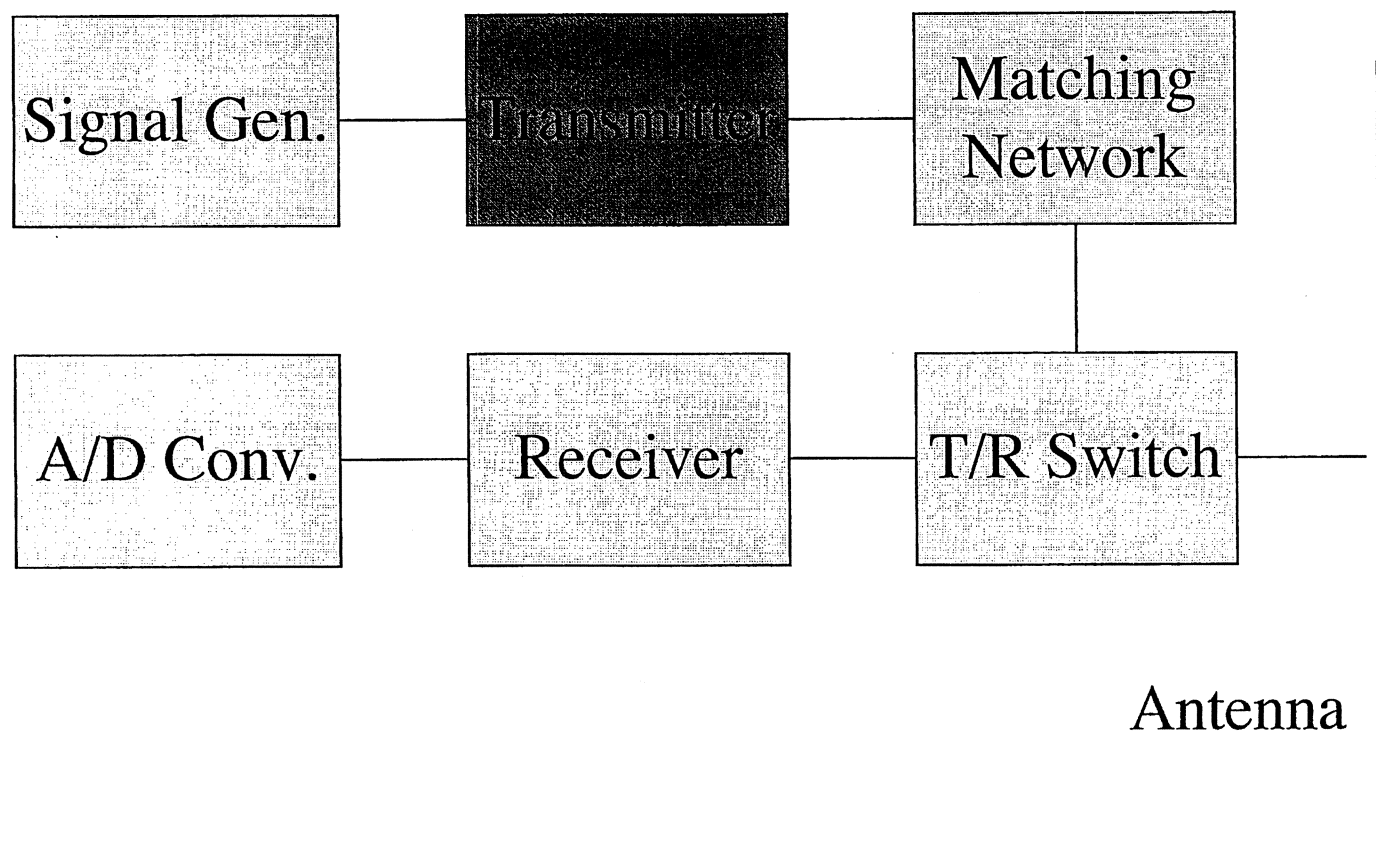 Signal Gen.
Transmitter
Matching
Network
A/D Conv.
Receiver
T/R Switch
Antenna